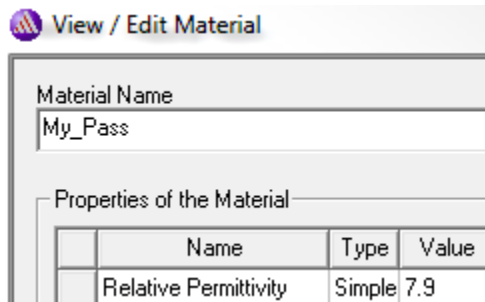 View / Edit Material
Material Name
My_Pass
Properties of the Material
Name Type Value
Relative Permittivity Simple 7.9